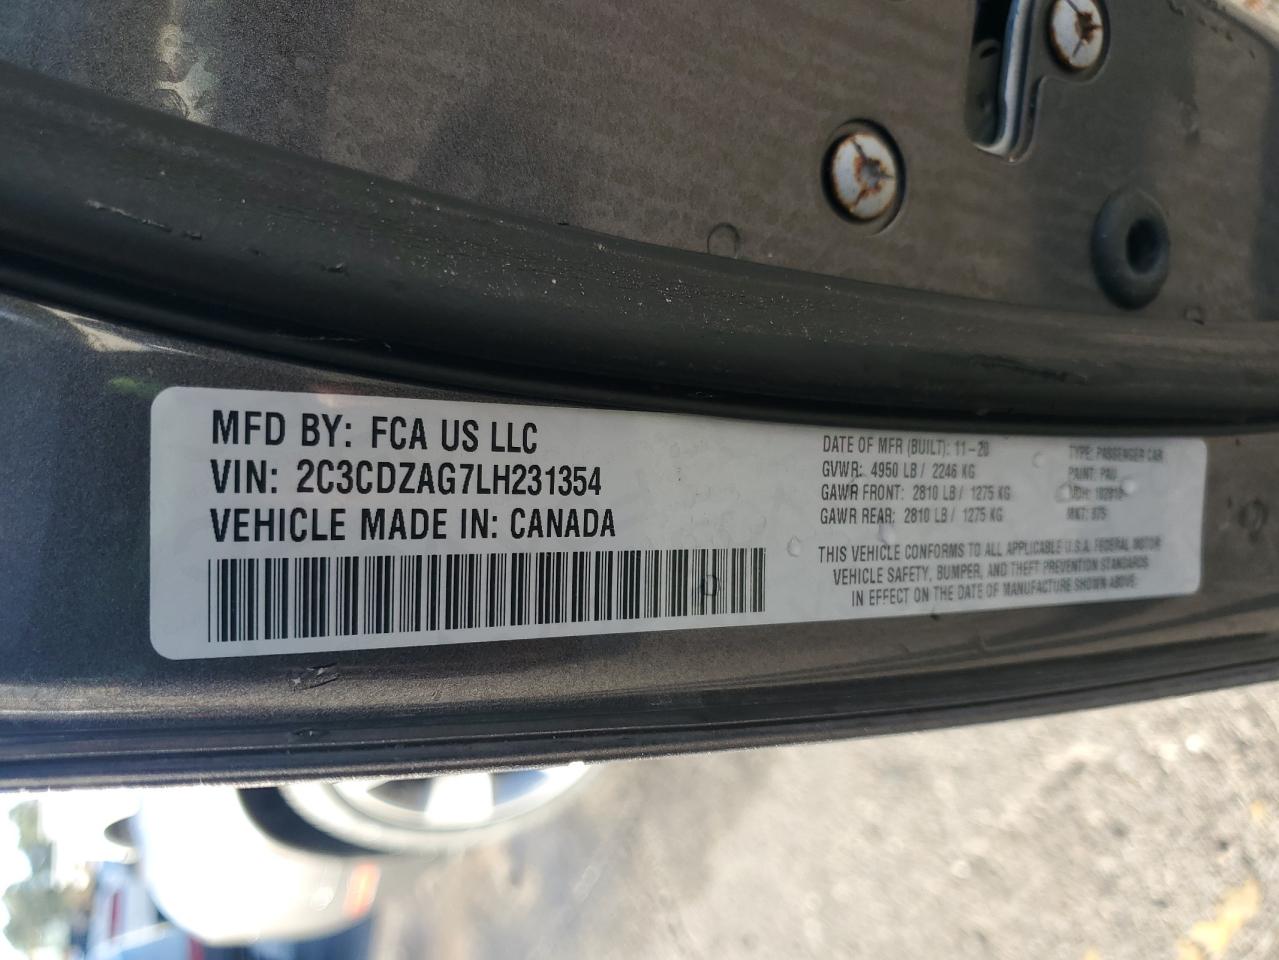 MFD BY: FCA US LLC
VIN: 2C3CDZAG7LH231354
VEHICLE MADE IN: CANADA
DATE OF MFR (BUILT): 11-20
GVWR: 4950 LB / 2246 KG
GAWR FRONT: 2810 LB / 1275 KG
GAWR REAR: 2810 LB / 1275 KG
TYPE: PASSENGER CAR
PAINT: PAU
MDH:
MKT:
THIS VEHICLE CONFORMS TO ALL APPLICABLE U.S.A. FEDERAL MOTOR
VEHICLE SAFETY, BUMPER, AND THEFT PREVENTION STANDARDS
IN EFFECT ON THE DATE OF MANUFACTURE SHOWN ABOVE.